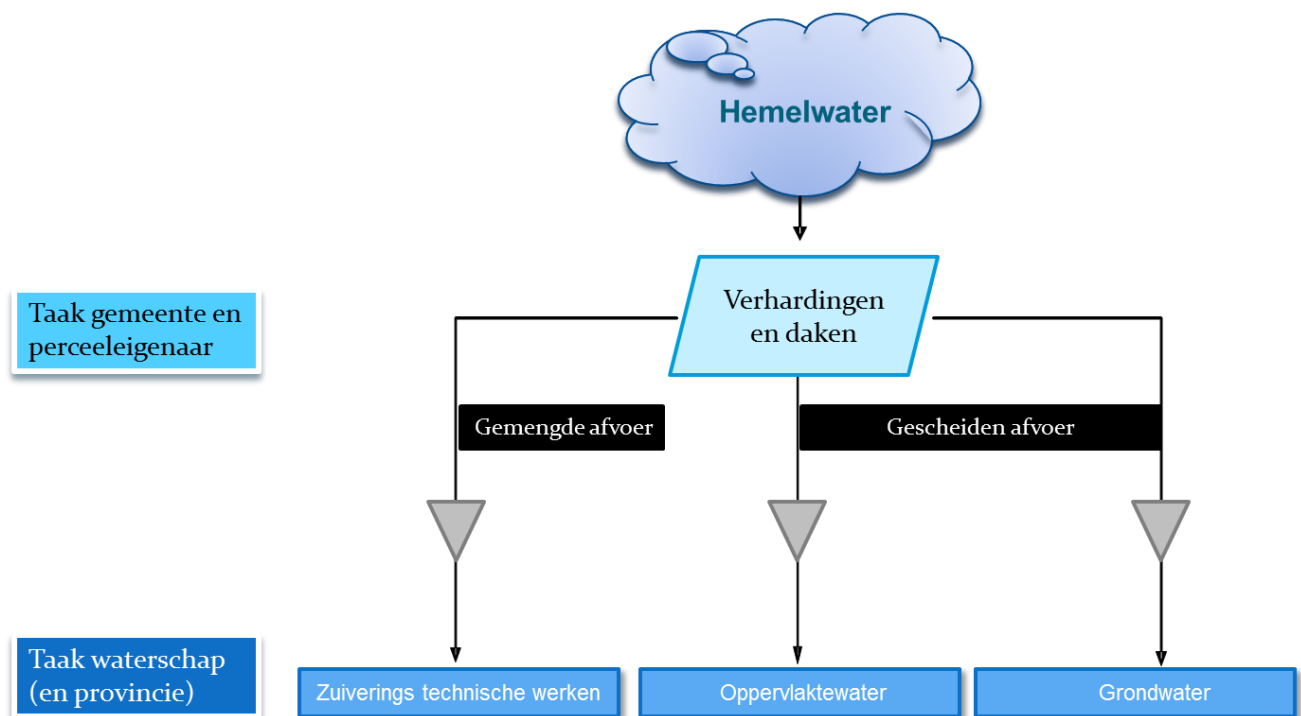 Hemelwater
Verhardingen
en daken
Taak gemeente en
perceeleigenaar
Gemengde afvoer
Gescheiden afvoer
Taak waterschap
(en provincie)
Zuiverings technische werken
Oppervlaktewater
Grondwater